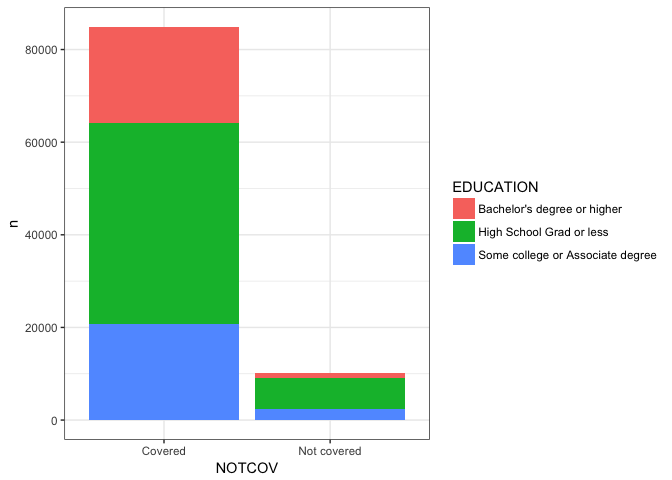 80000
60000
40000
20000
0
n
Covered
Not covered
NOTCOV
EDUCATION
Bachelor's degree or higher
High School Grad or less
Some college or Associate degree